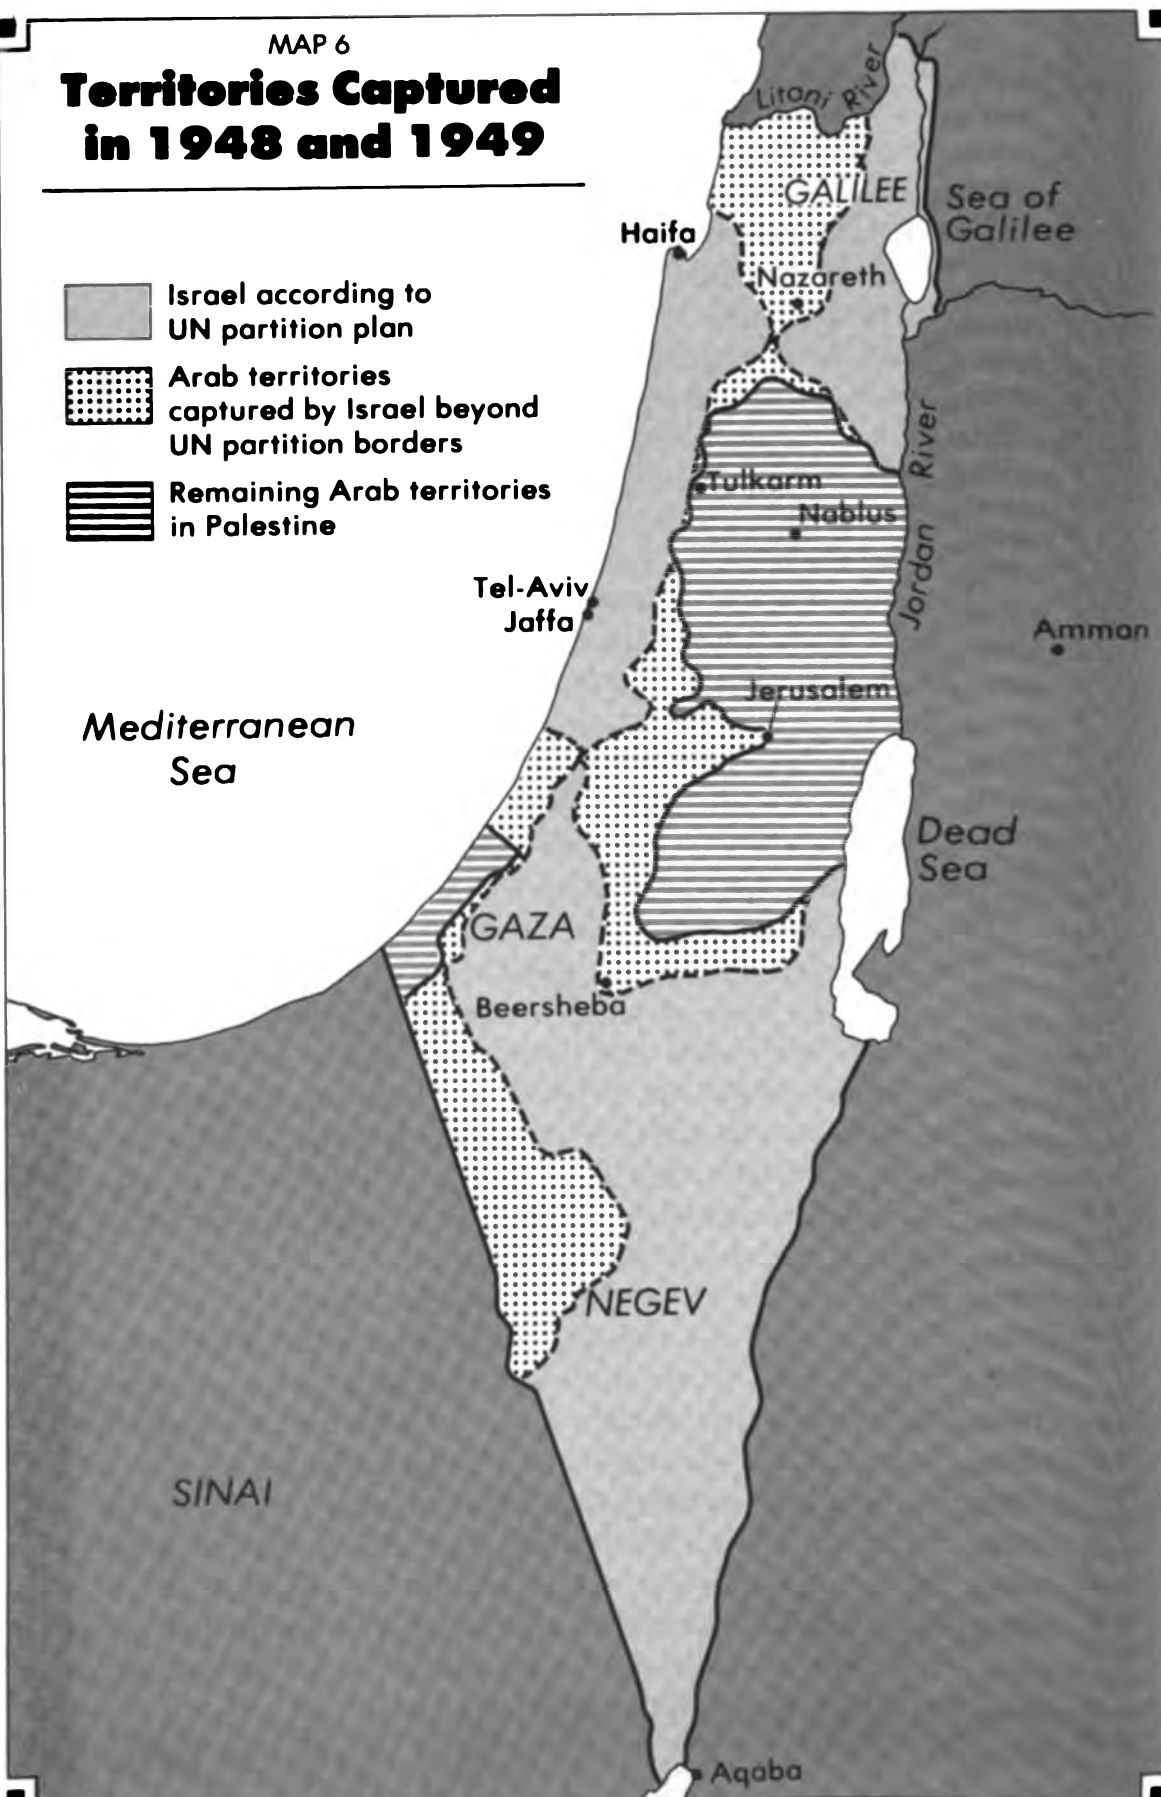 MAP 6
Territories Captured
in 1948 and 1949
Israel according to
UN partition plan
Arab territories
captured by Israel beyond
UN partition borders
Remaining Arab territories
in Palestine
Litani River
GALILEE
Sea of
Galilee
Haifa
Nazareth
Tulkarm
Nablus
Jordan River
Tel-Aviv
Jaffa
Amman
Jerusalem
Mediterranean
Sea
Dead
Sea
GAZA
Beersheba
NEGEV
SINAI
Aqaba